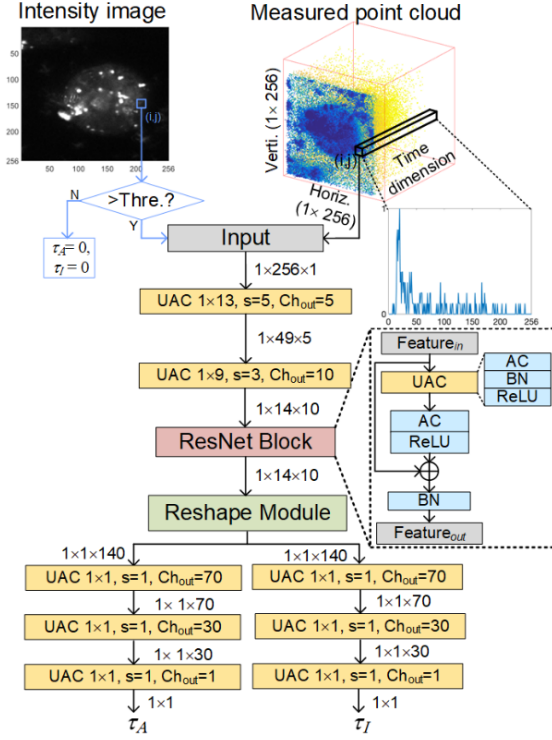 Intensity image
Measured point cloud
0
50
100
150
200
256
50 100 150 200 256
(i,j)
Verti. (1× 256)
(i,j)
Horiz.
(1× 256)
Time
dimension
>Thre.?
N
Y
τA= 0,
τI = 0
Input
1
0
0 50 100 150 200 256
1×256×1
UAC 1×13, s=5, Chout=5
1×49×5
UAC 1×9, s=3, Chout=10
1×14×10
ResNet Block
1×14×10
Reshape Module
Featurein
UAC
AC
BN
ReLU
AC
ReLU
BN
Featureout
1×1×140
1×1×140
UAC 1×1, s=1, Chout=70
UAC 1×1, s=1, Chout=70
1× 1×70
1×1×70
UAC 1×1, s=1, Chout=30
UAC 1×1, s=1, Chout=30
1× 1×30
1×1×30
UAC 1×1, s=1, Chout=1
UAC 1×1, s=1, Chout=1
1×1
1×1
τA
τI